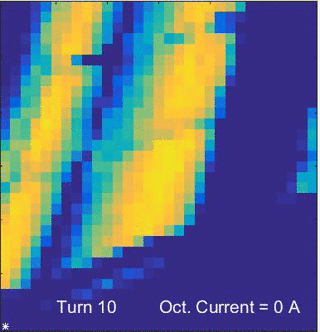 Turn 10 Oct. Current = 0 A